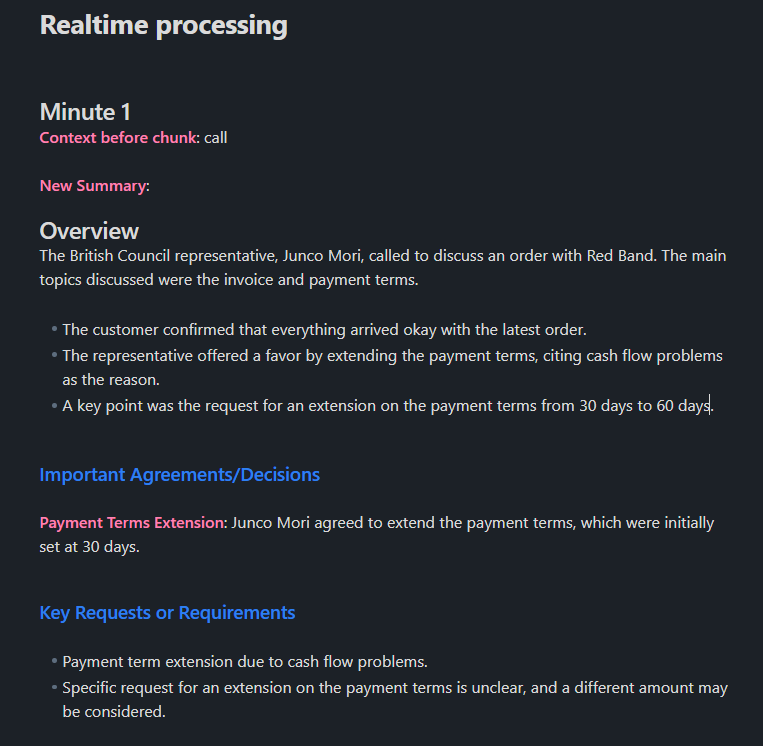 Realtime processing
Minute 1
Context before chunk: call
New Summary:
Overview
The British Council representative, Junco Mori, called to discuss an order with Red Band. The main
topics discussed were the invoice and payment terms.
• The customer confirmed that everything arrived okay with the latest order.
• The representative offered a favor by extending the payment terms, citing cash flow problems
as the reason.
• A key point was the request for an extension on the payment terms from 30 days to 60 days.
Important Agreements/Decisions
Payment Terms Extension: Junco Mori agreed to extend the payment terms, which were initially
set at 30 days.
Key Requests or Requirements
• Payment term extension due to cash flow problems.
• Specific request for an extension on the payment terms is unclear, and a different amount may
be considered.